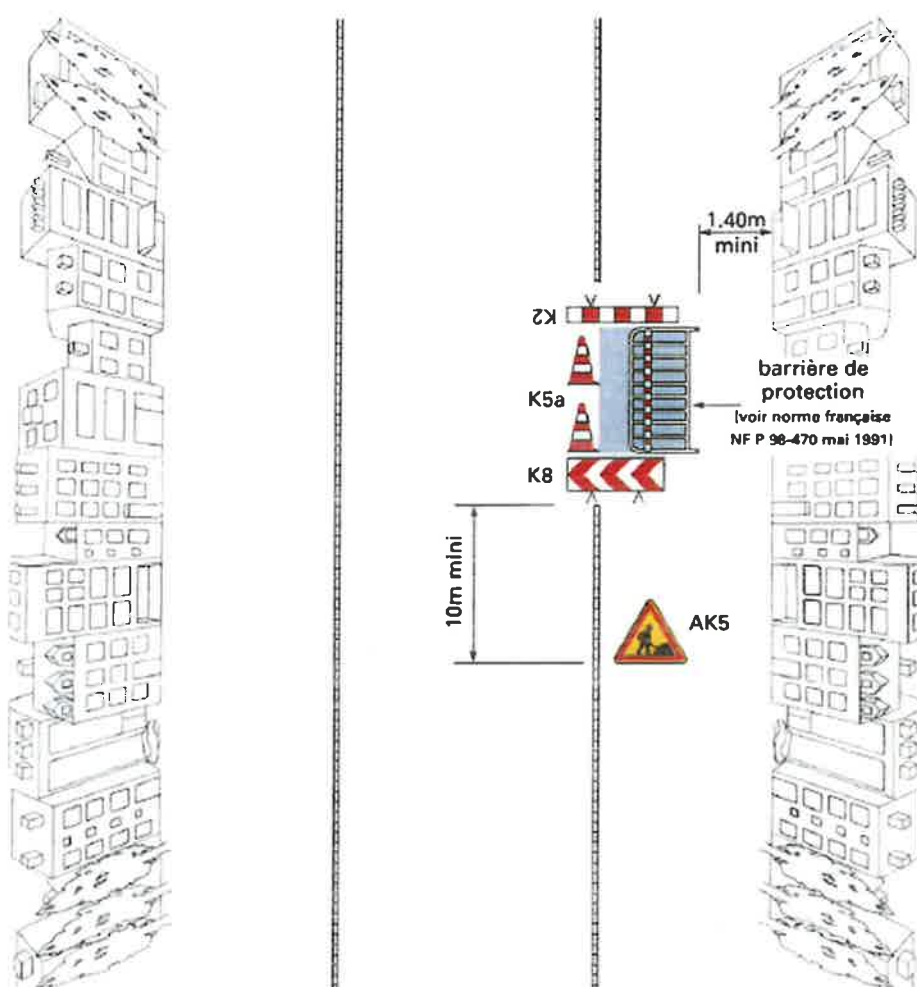 1.40m
mini
K2
barrière de
protection
(voir norme française
NF P 98-470 mai 1991)
K5a
K8
10m mini
AK5